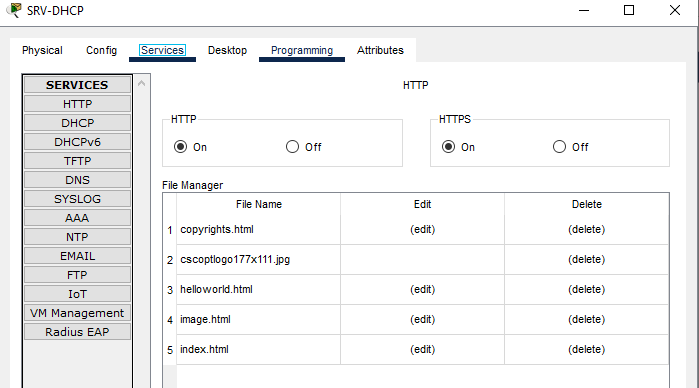 SRV-DHCP
Physical Config Services Desktop Programming Attributes
SERVICES
HTTP
DHCP
DHCPv6
TFTP
DNS
SYSLOG
AAA
NTP
EMAIL
FTP
IoT
VM Management
Radius EAP
HTTP
HTTP
On Off
HTTPS
On Off
File Manager
File Name Edit Delete
1 copyrights.html (edit) (delete)
2 cscoptlogo177x111.jpg (delete)
3 helloworld.html (edit) (delete)
4 image.html (edit) (delete)
5 index.html (edit) (delete)